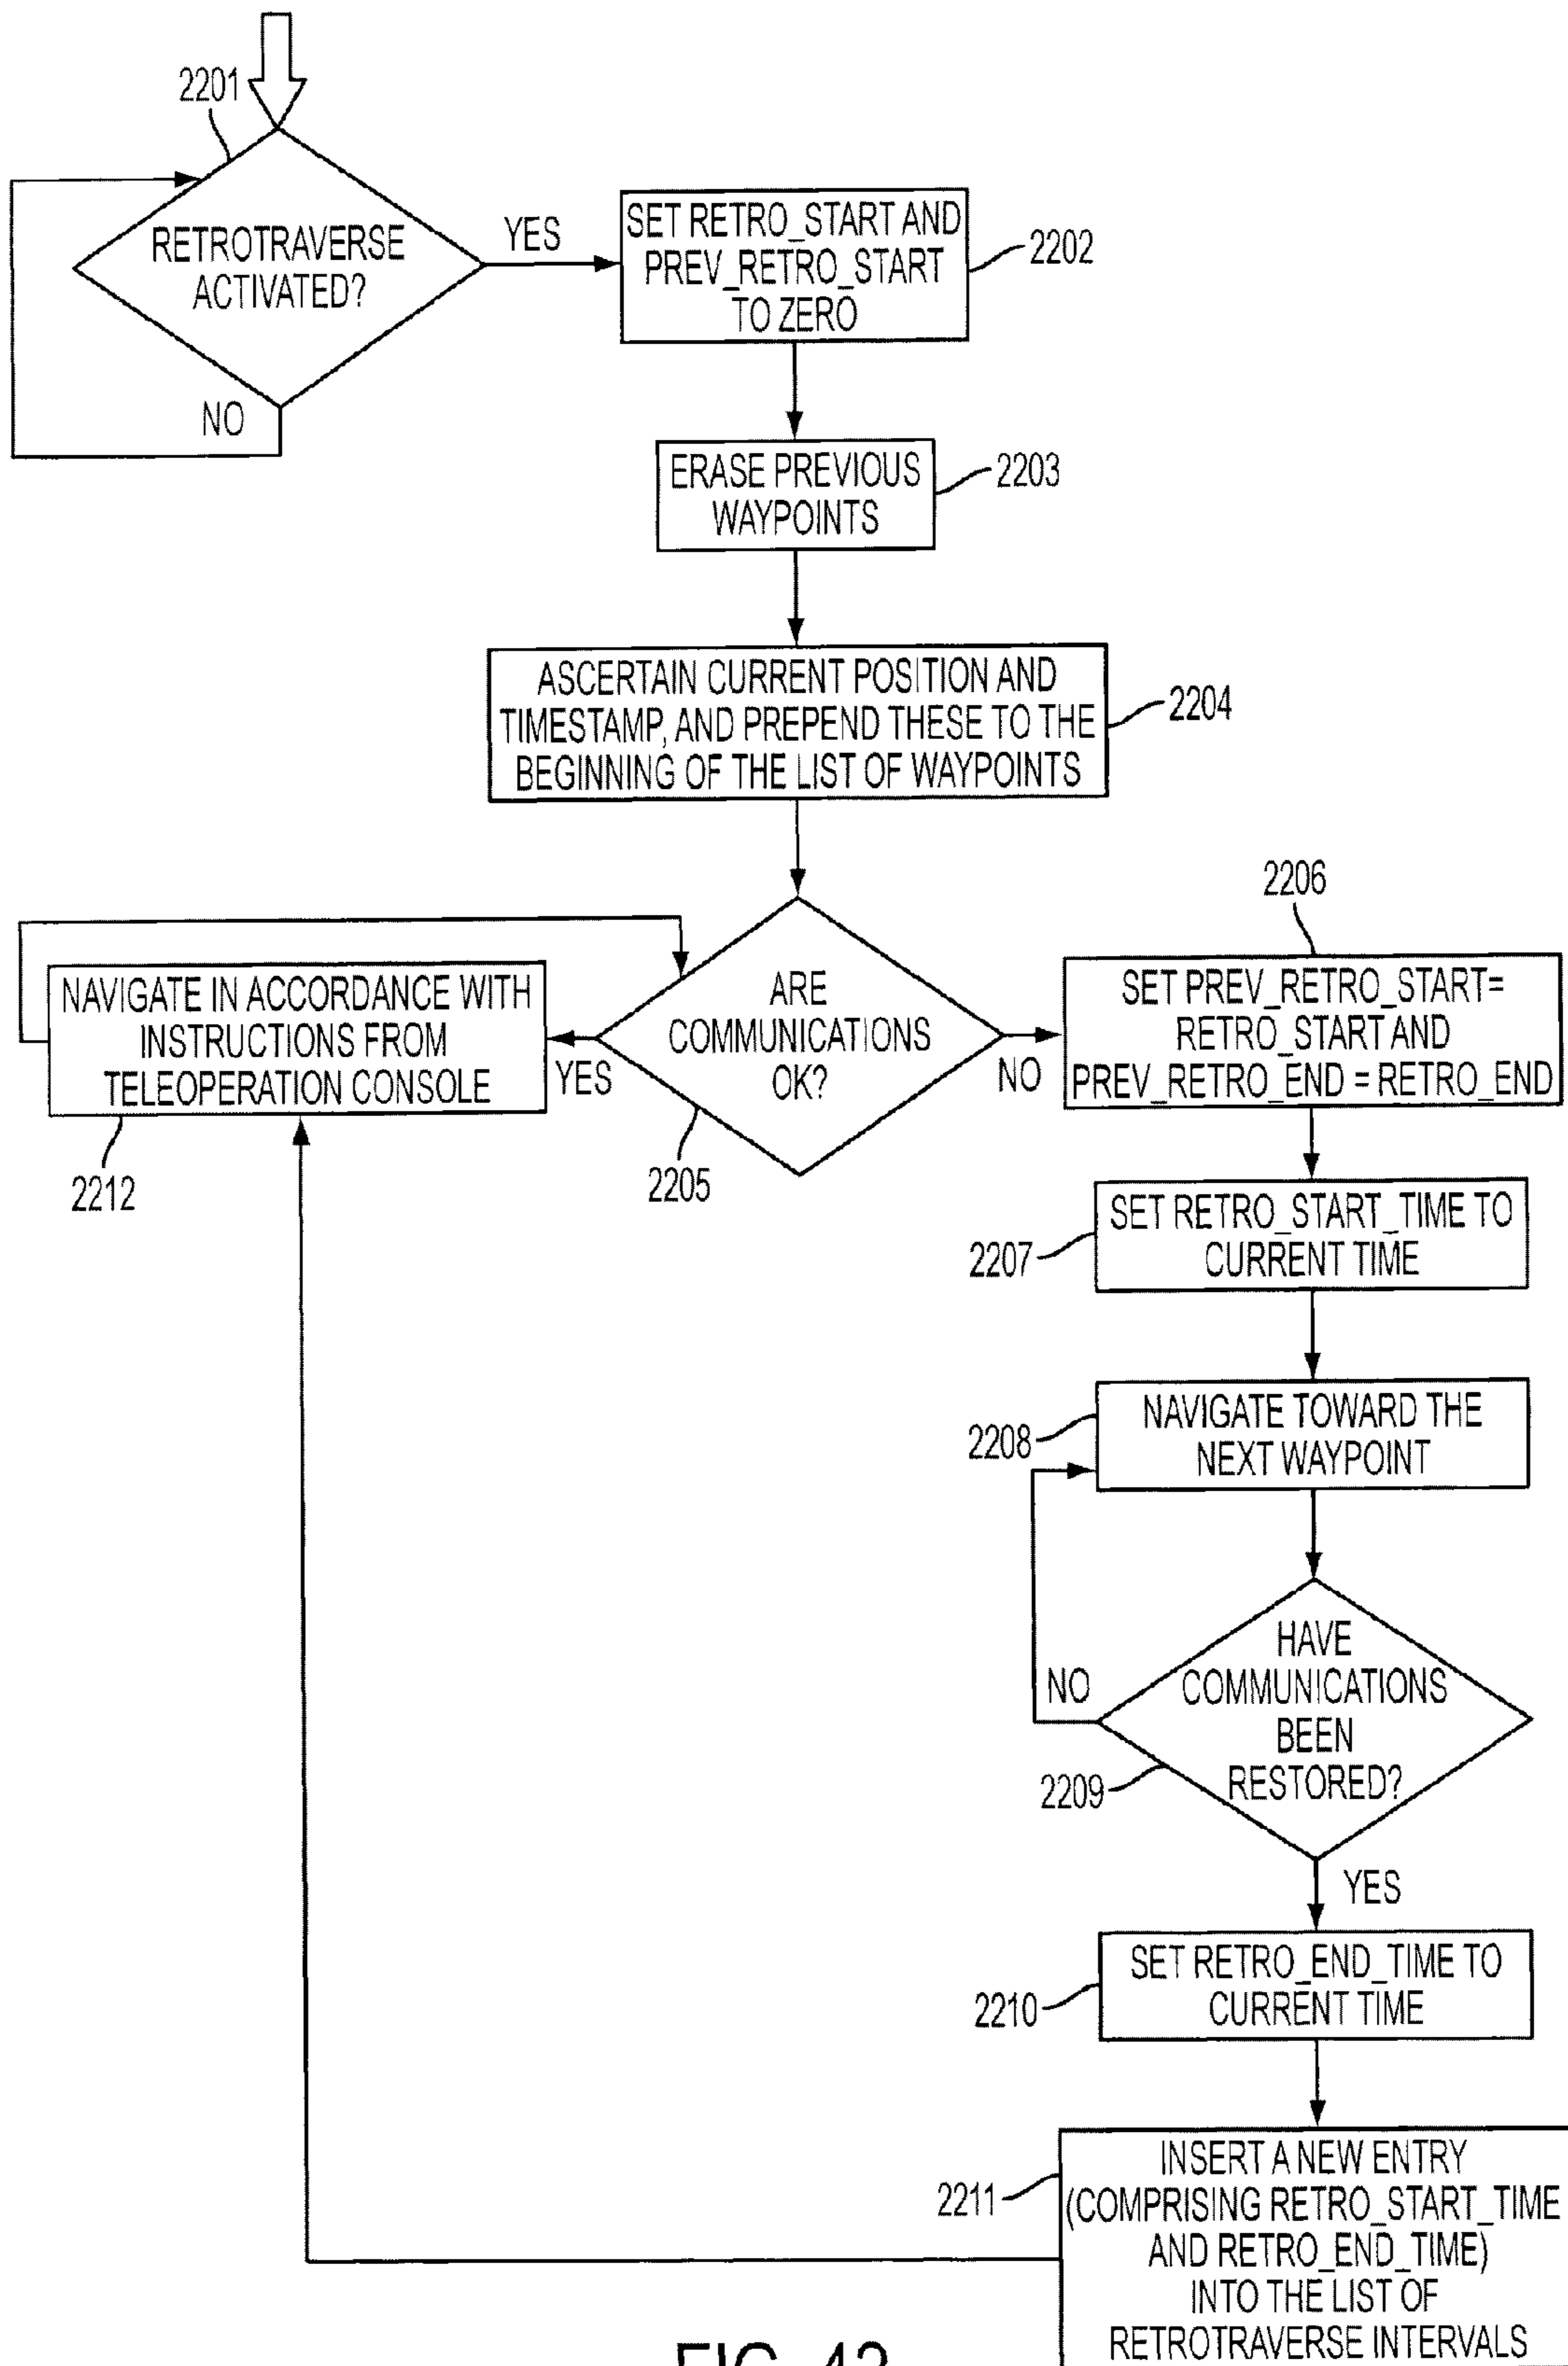 2201
RETROTRAVERSE
ACTIVATED?
YES
NO
SET RETRO_START AND
PREV_RETRO_START
TO ZERO
2202
ERASE PREVIOUS
WAYPOINTS
2203
ASCERTAIN CURRENT POSITION AND
TIMESTAMP, AND PREPEND THESE TO THE
BEGINNING OF THE LIST OF WAYPOINTS
2204
ARE
COMMUNICATIONS
OK?
YES
NO
2205
NAVIGATE IN ACCORDANCE WITH
INSTRUCTIONS FROM
TELEOPERATION CONSOLE
2212
2206
SET PREV_RETRO_START=
RETRO_START AND
PREV_RETRO_END = RETRO_END
SET RETRO_START_TIME TO
CURRENT TIME
2207
NAVIGATE TOWARD THE
NEXT WAYPOINT
2208
HAVE
COMMUNICATIONS
BEEN
RESTORED?
NO
2209
YES
SET RETRO_END_TIME TO
CURRENT TIME
2210
INSERT A NEW ENTRY
(COMPRISING RETRO_START_TIME
AND RETRO_END_TIME)
INTO THE LIST OF
RETROTRAVERSE INTERVALS
2211